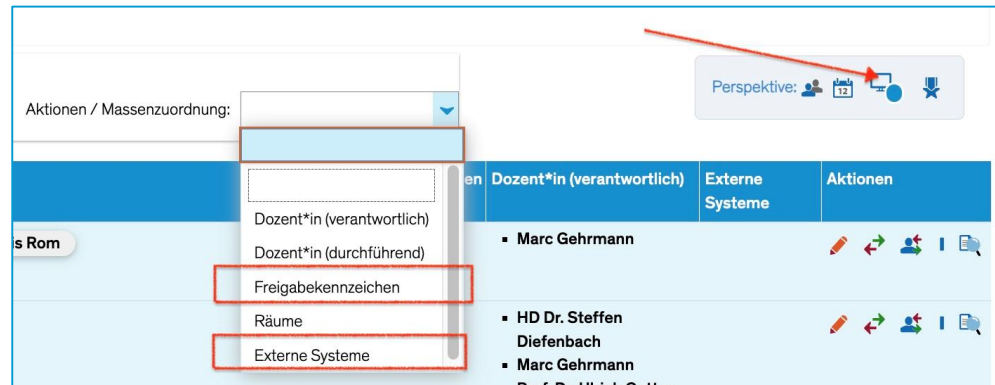 Perspektive:
12
Aktionen / Massenzuordnung:
en Dozent*in (verantwortlich) Externe Systeme Aktionen
Dozent*in (verantwortlich)
Dozent*in (durchführend)
Freigabekennzeichen
Räume
Externe Systeme
is Rom
Marc Gehrmann
HD Dr. Steffen
Diefenbach
Marc Gehrmann